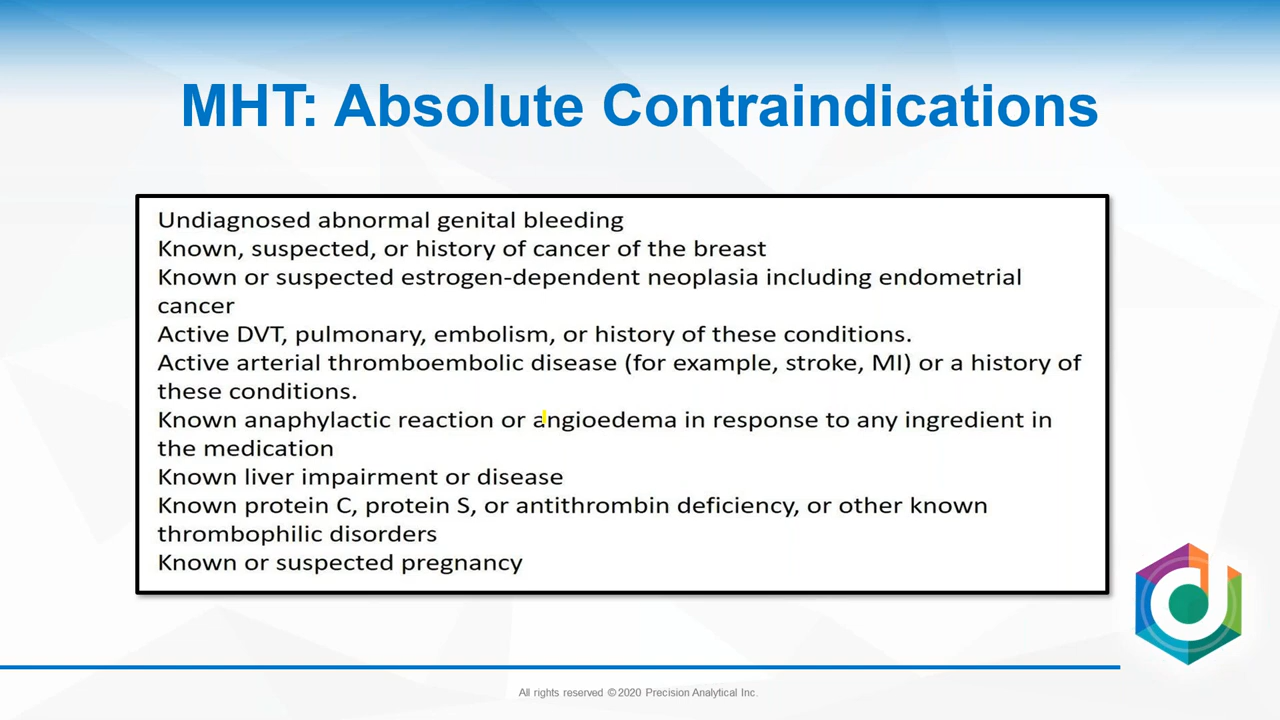 MHT: Absolute Contraindications
Undiagnosed abnormal genital bleeding
Known, suspected, or history of cancer of the breast
Known or suspected estrogen-dependent neoplasia including endometrial
cancer
Active DVT, pulmonary, embolism, or history of these conditions.
Active arterial thromboembolic disease (for example, stroke, MI) or a history of
these conditions.
Known anaphylactic reaction or angioedema in response to any ingredient in
the medication
Known liver impairment or disease
Known protein C, protein S, or antithrombin deficiency, or other known
thrombophilic disorders
Known or suspected pregnancy
All rights reserved © 2020 Precision Analytical Inc.